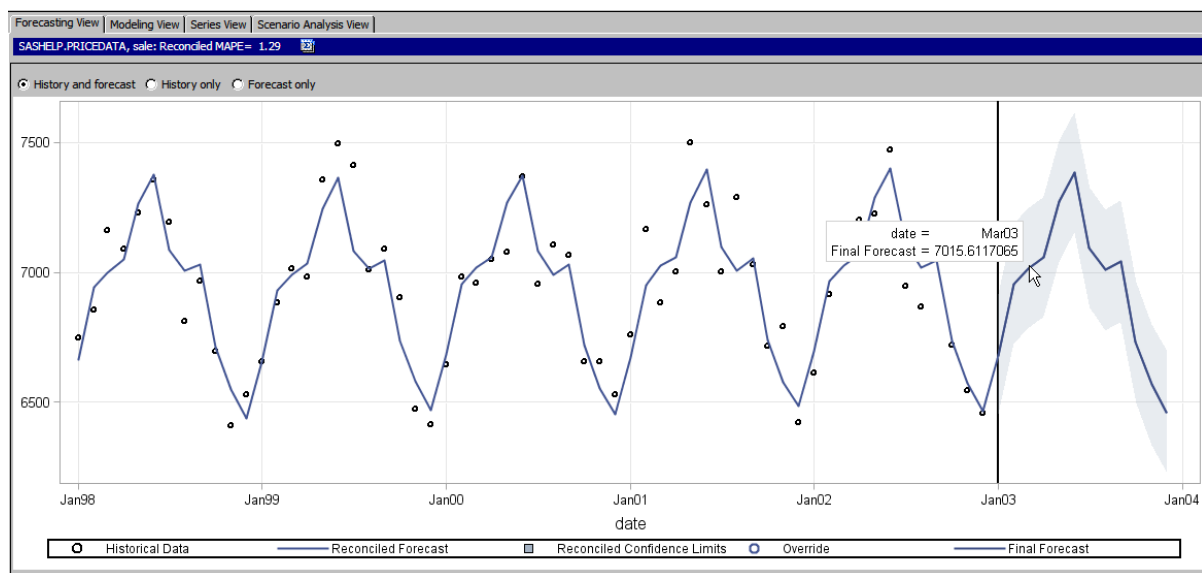 Forecasting View Modeling View Series View Scenario Analysis View
SASHELP.PRICEDATA, sale: Reconciled MAPE= 1.29
History and forecast History only Forecast only
7500
7000
6500
date = Mar03
Final Forecast = 7015.6117065
Jan98 Jan99 Jan00 Jan01 Jan02 Jan03 Jan04
date
Historical Data Reconciled Forecast Reconciled Confidence Limits Override Final Forecast